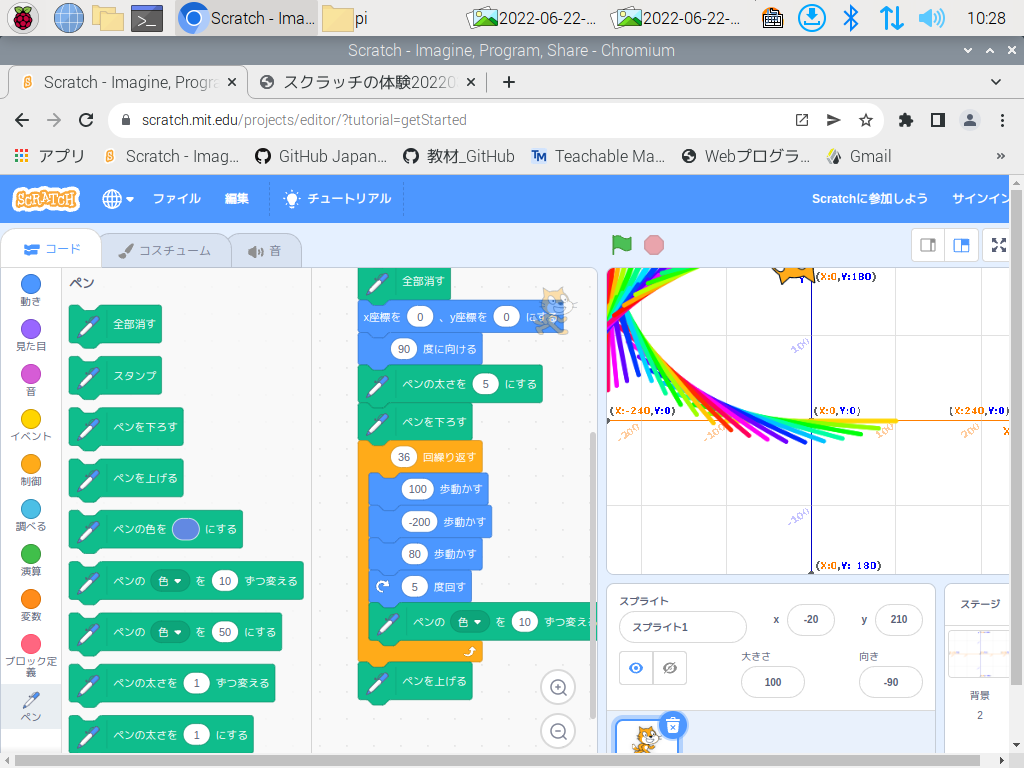 Scratch - Ima...
pi
2022-06-22-...
2022-06-22-...
10:28
Scratch - Imagine, Program, Share - Chromium
Scratch - Imagine, Progra
スクラッチの体験20220
scratch.mit.edu/projects/editor/?tutorial=getStarted
アプリ
Scratch - Imag...
GitHub Japan...
教材_GitHub
Teachable Ma...
Webプログラ...
Gmail
»
SCRATCH
ファイル
編集
チュートリアル
Scratchに参加しよう
サインイン
コード
コスチューム
音
動き
見た目
音
イベント
制御
調べる
演算
変数
ブロック定義
ペン
ペン
全部消す
スタンプ
ペンを下ろす
ペンを上げる
ペンの色を にする
ペンの 色 を 10 ずつ変える
ペンの 色 を 50 にする
ペンの太さを 1 ずつ変える
ペンの太さを 1 にする
全部消す
x座標を 0 、y座標を 0 にする
90 度に向ける
ペンの太さを 5 にする
ペンを下ろす
36 回繰り返す
100 歩動かす
-200 歩動かす
80 歩動かす
5 度回す
ペンの 色 を 10 ずつ変え
ペンを上げる
(X:0,Y:180)
100
(X:-240,Y:0)
(X:0,Y:0)
(X:240,Y:0)
-200
-100
100
200
X
-100
(X:0,Y:-180)
スプライト
スプライト1
x
-20
y
210
大きさ
100
向き
-90
ステージ
背景
2